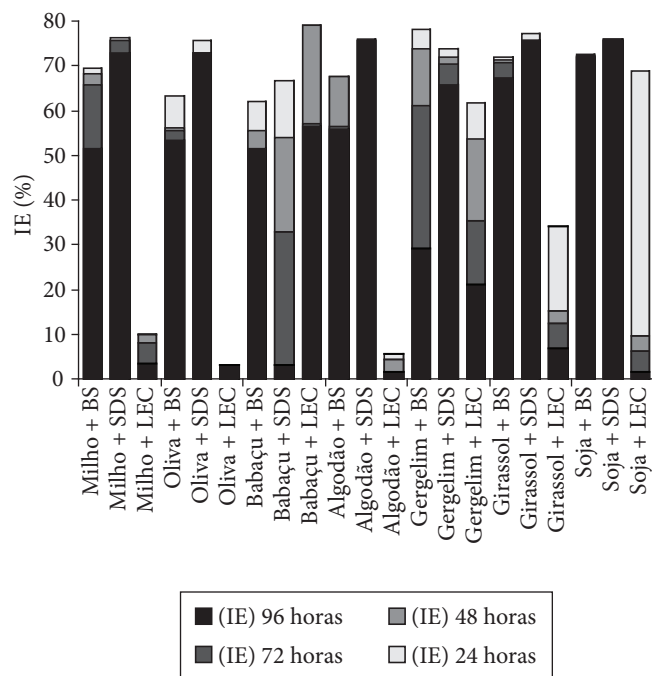 80
70
60
50
40
30
20
10
0
IE (%)
Milho + BS
Milho + SDS
Milho + LEC
Oliva + BS
Oliva + SDS
Oliva + LEC
Babaçu + BS
Babaçu + SDS
Babaçu + LEC
Algodão + BS
Algodão + SDS
Algodão + LEC
Gergelim + BS
Gergelim + SDS
Gergelim + LEC
Girassol + BS
Girassol + SDS
Girassol + LEC
Soja + BS
Soja + SDS
Soja + LEC
(IE) 96 horas
(IE) 48 horas
(IE) 72 horas
(IE) 24 horas